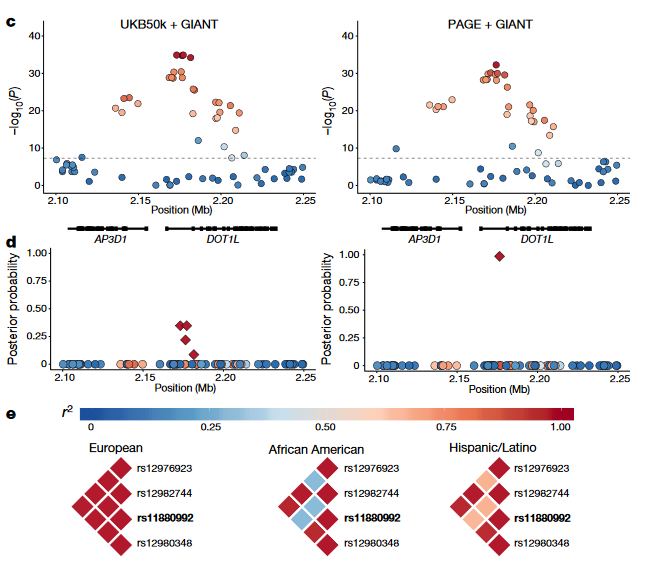 c
UKB50k + GIANT
PAGE + GIANT
−log10(P)
40
30
20
10
0
2.10
2.15
2.20
2.25
Position (Mb)
−log10(P)
40
30
20
10
0
2.10
2.15
2.20
2.25
Position (Mb)
AP3D1
DOT1L
AP3D1
DOT1L
d
Posterior probability
1.00
0.75
0.50
0.25
0
2.10
2.15
2.20
2.25
Position (Mb)
Posterior probability
1.00
0.75
0.50
0.25
0
2.10
2.15
2.20
2.25
Position (Mb)
e
r2
0
0.25
0.50
0.75
1.00
European
rs12976923
rs12982744
rs11880992
rs12980348
African American
rs12976923
rs12982744
rs11880992
rs12980348
Hispanic/Latino
rs12976923
rs12982744
rs11880992
rs12980348